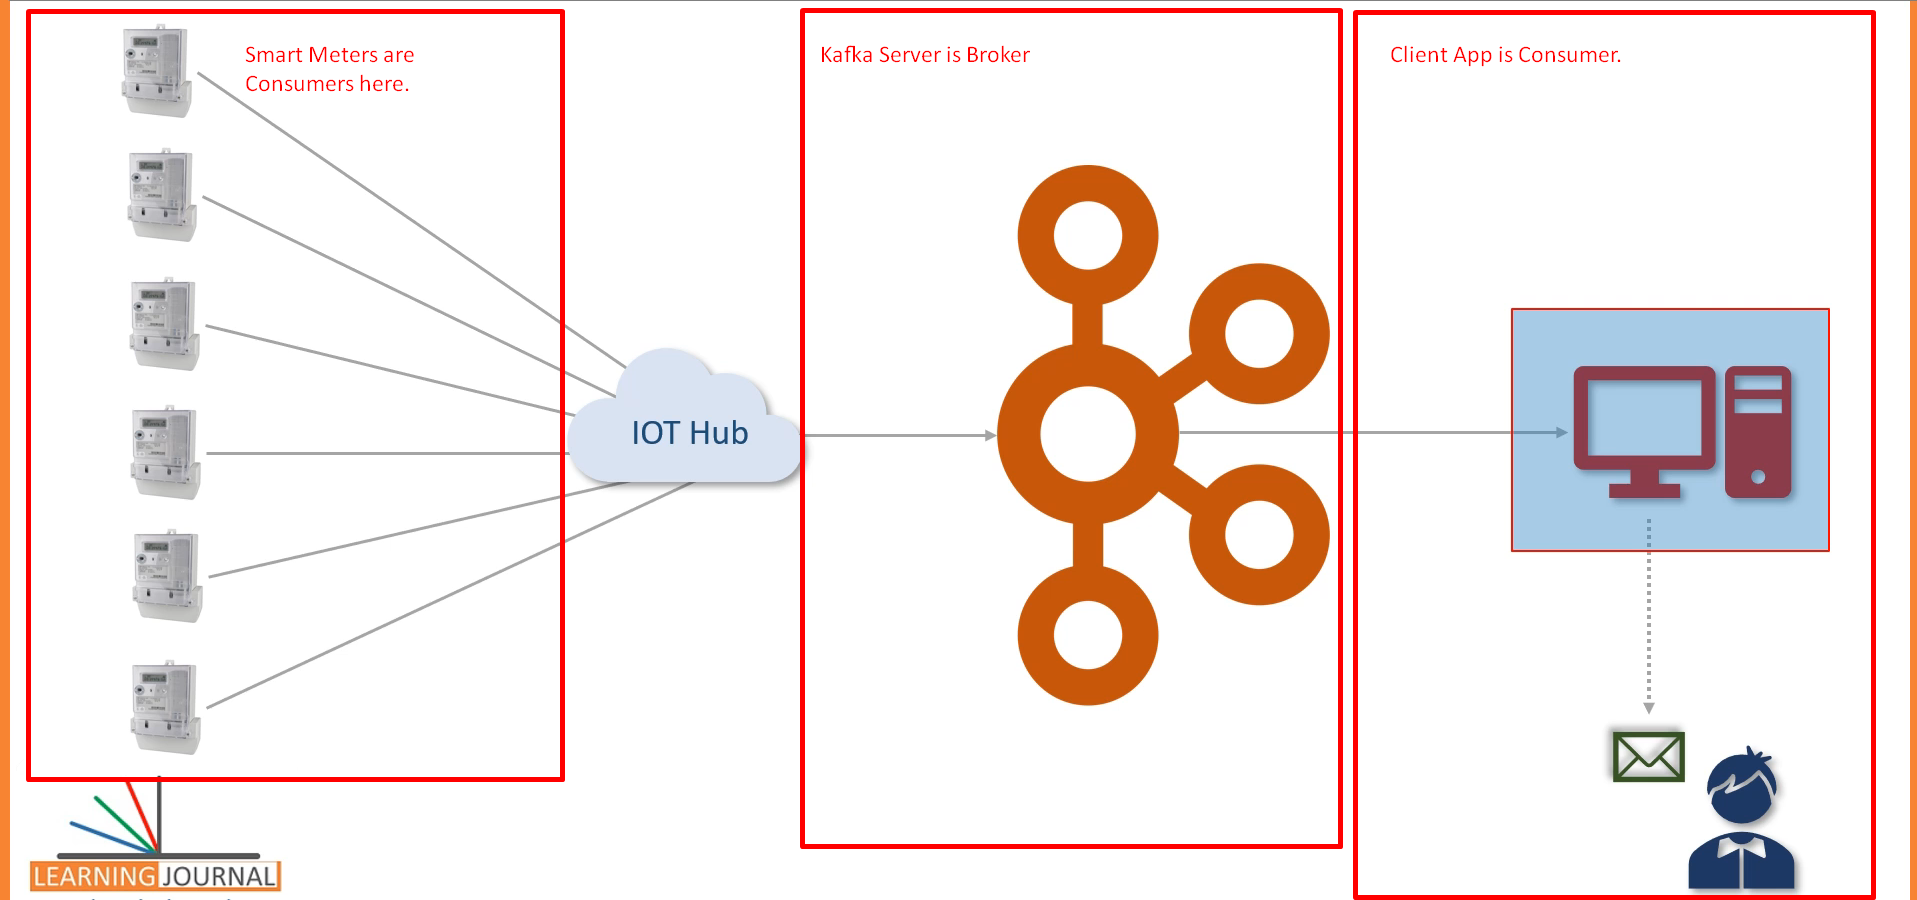 Smart Meters are
Consumers here.
Kafka Server is Broker
Client App is Consumer.
IOT Hub
LEARNING JOURNAL